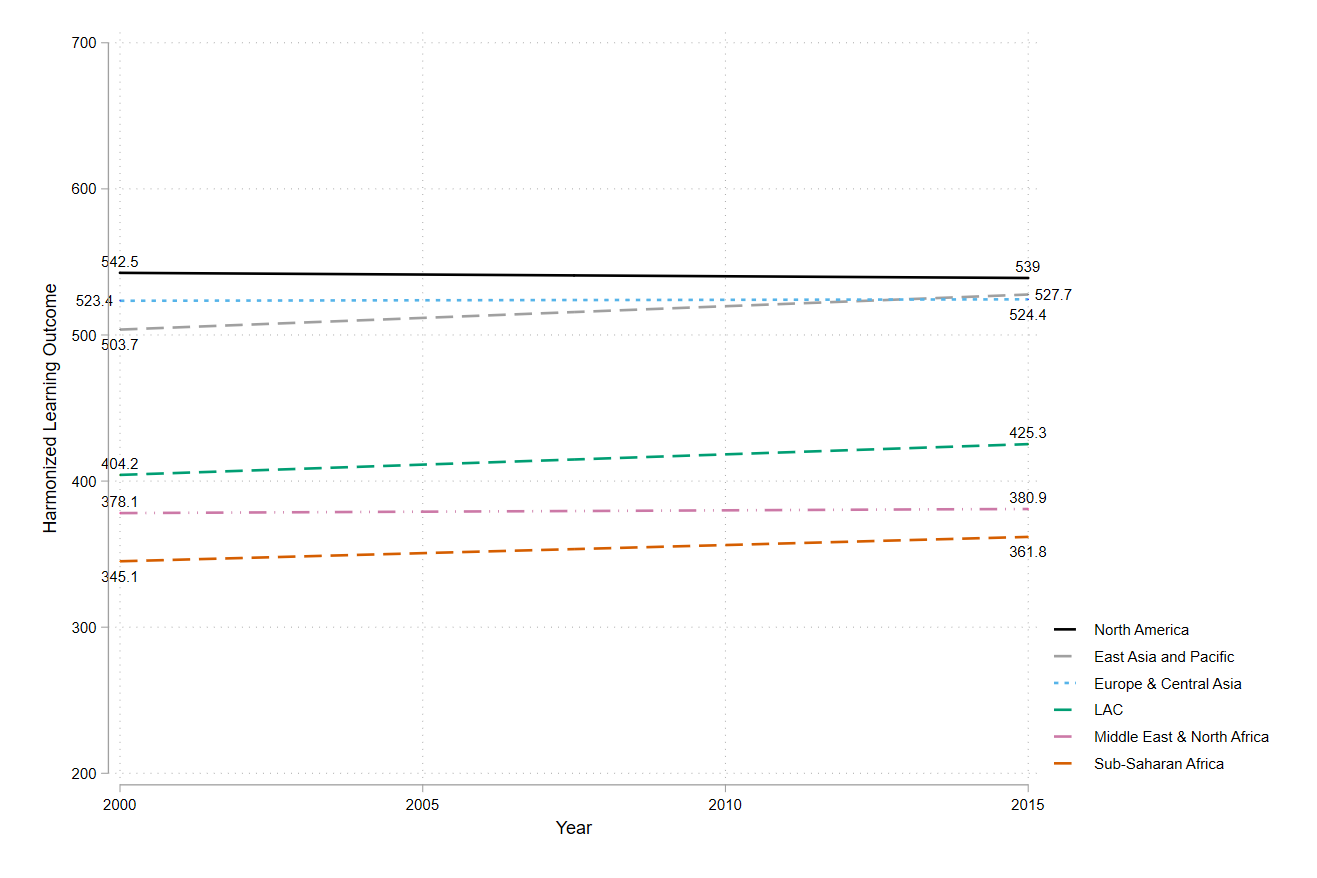 700
600
500
400
300
200
Harmonized Learning Outcome
542.5
523.4
503.7
404.2
378.1
345.1
539
527.7
524.4
425.3
380.9
361.8
2000
2005
2010
2015
Year
North America
East Asia and Pacific
Europe & Central Asia
LAC
Middle East & North Africa
Sub-Saharan Africa